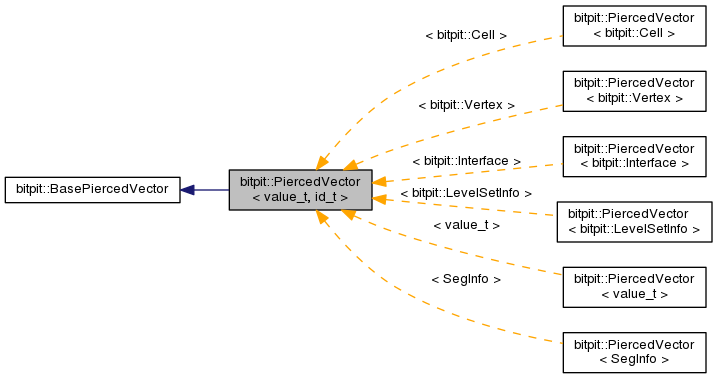 bitpit::BasePiercedVector
bitpit::PiercedVector
< value_t, id_t >
< bitpit::Cell >
< bitpit::Vertex >
< bitpit::Interface >
< bitpit::LevelSetInfo >
< value_t >
< SegInfo >
bitpit::PiercedVector
< bitpit::Cell >
bitpit::PiercedVector
< bitpit::Vertex >
bitpit::PiercedVector
< bitpit::Interface >
bitpit::PiercedVector
< bitpit::LevelSetInfo >
bitpit::PiercedVector
< value_t >
bitpit::PiercedVector
< SegInfo >